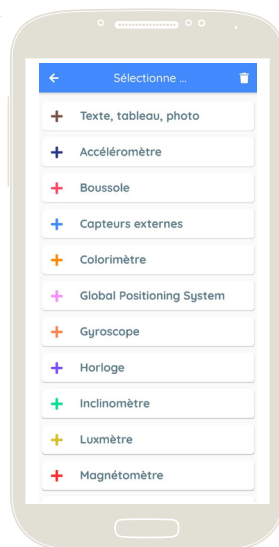 Sélectionne ...
Texte, tableau, photo
Accéléromètre
Boussole
Capteurs externes
Colorimètre
Global Positioning System
Gyroscope
Horloge
Inclinomètre
Luxmètre
Magnétomètre